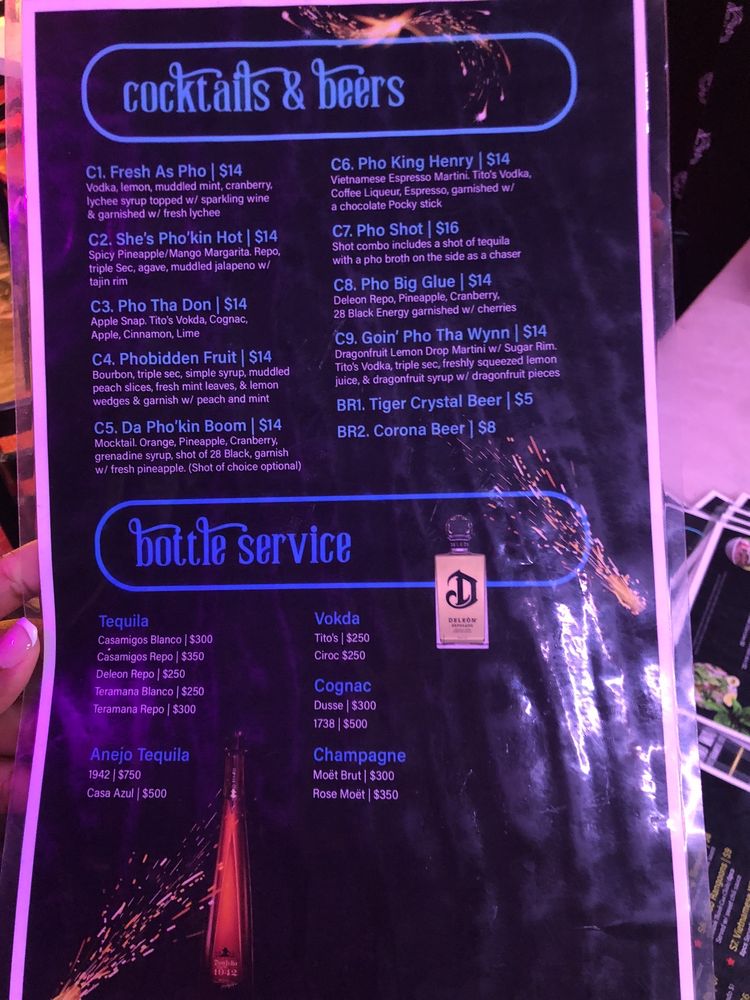 cocktails & beers
C1. Fresh As Pho | $14
Vodka, lemon, muddled mint, cranberry,
lychee syrup topped w/ sparkling wine
& garnished w/ fresh lychee
C2. She's Pho'kin Hot | $14
Spicy Pineapple/Mango Margarita. Repo,
triple Sec, agave, muddled jalapeno w/
tajin rim
C3. Pho Tha Don | $14
Apple Snap. Tito's Vokda, Cognac,
Apple, Cinnamon, Lime
C4. Phobidden Fruit | $14
Bourbon, triple sec, simple syrup, muddled
peach slices, fresh mint leaves, & lemon
wedges & garnish w/ peach and mint
C5. Da Pho'kin Boom | $14
Mocktail. Orange, Pineapple, Cranberry,
grenadine syrup, shot of 28 Black, garnish
w/ fresh pineapple. (Shot of choice optional)
C6. Pho King Henry | $14
Vietnamese Espresso Martini. Tito's Vodka,
Coffee Liqueur, Espresso, garnished w/
a chocolate Pocky stick
C7. Pho Shot | $16
Shot combo includes a shot of tequila
with a pho broth on the side as a chaser
C8. Pho Big Glue | $14
Deleon Repo, Pineapple, Cranberry,
28 Black Energy garnished w/ cherries
C9. Goin' Pho Tha Wynn | $14
Dragonfruit Lemon Drop Martini w/ Sugar Rim.
Tito's Vodka, triple sec, freshly squeezed lemon
juice, & dragonfruit syrup w/ dragonfruit pieces
BR1. Tiger Crystal Beer | $5
BR2. Corona Beer | $8
bottle service
Tequila
Casamigos Blanco | $300
Casamigos Repo | $350
Deleon Repo | $250
Teramana Blanco | $250
Teramana Repo | $300
Anejo Tequila
1942 | $750
Casa Azul | $500
Vokda
Tito's | $250
Ciroc $250
Cognac
Dusse | $300
1738 | $500
Champagne
Moët Brut | $300
Rose Moët | $350
D
DELEÓN
1942
Rangoons | $9
S2. Vietnamese